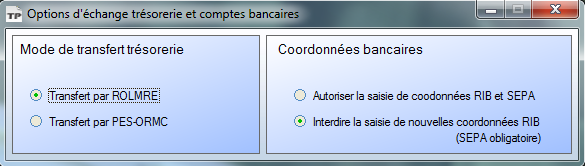 TP Options d'échange trésorerie et comptes bancaires
Mode de transfert trésorerie
Transfert par ROLMRE
Transfert par PES-ORMC
Coordonnées bancaires
Autoriser la saisie de coodonnées RIB et SEPA
Interdire la saisie de nouvelles coordonnées RIB
(SEPA obligatoire)